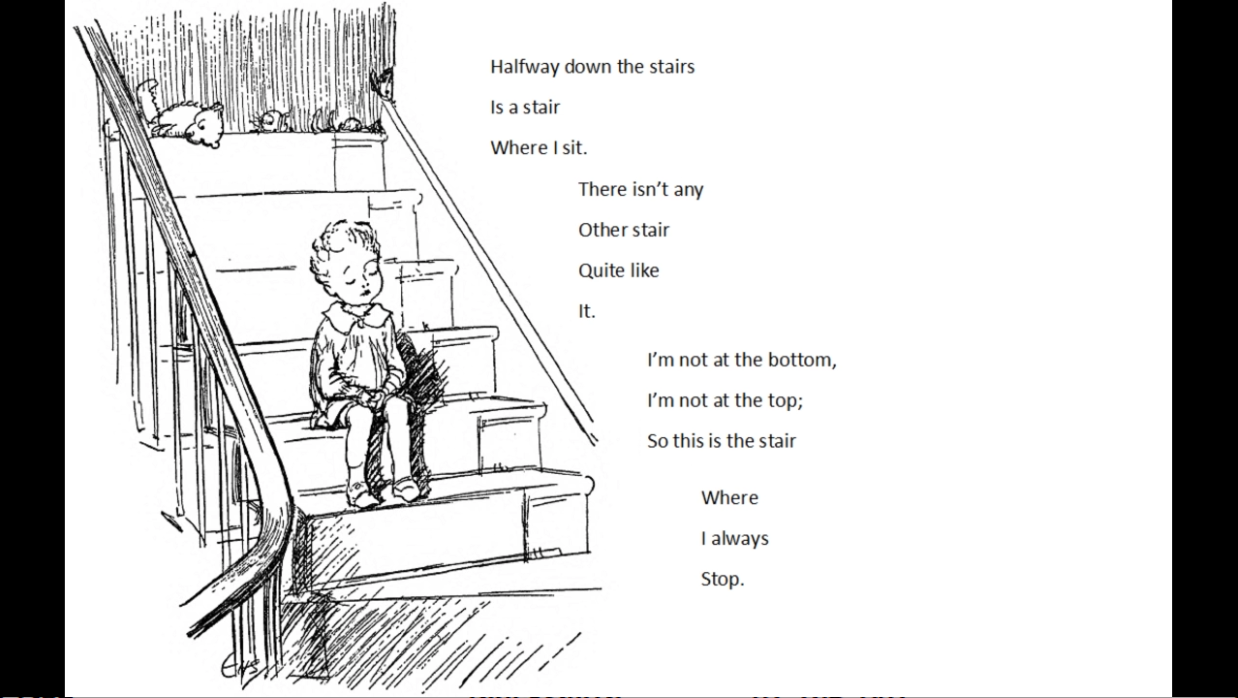 Halfway down the stairs
Is a stair
Where I sit.
There isn’t any
Other stair
Quite like
It.
I’m not at the bottom,
I’m not at the top;
So this is the stair
Where
I always
Stop.
EHS